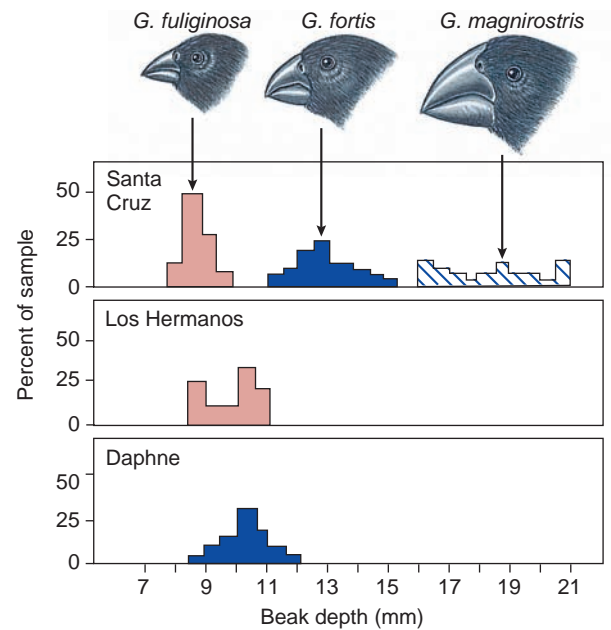 G. fuliginosa G. fortis G. magnirostris
Santa
Cruz
50
25
0
Los Hermanos
50
25
0
Daphne
50
25
0
Percent of sample
7 9 11 13 15 17 19 21
Beak depth (mm)